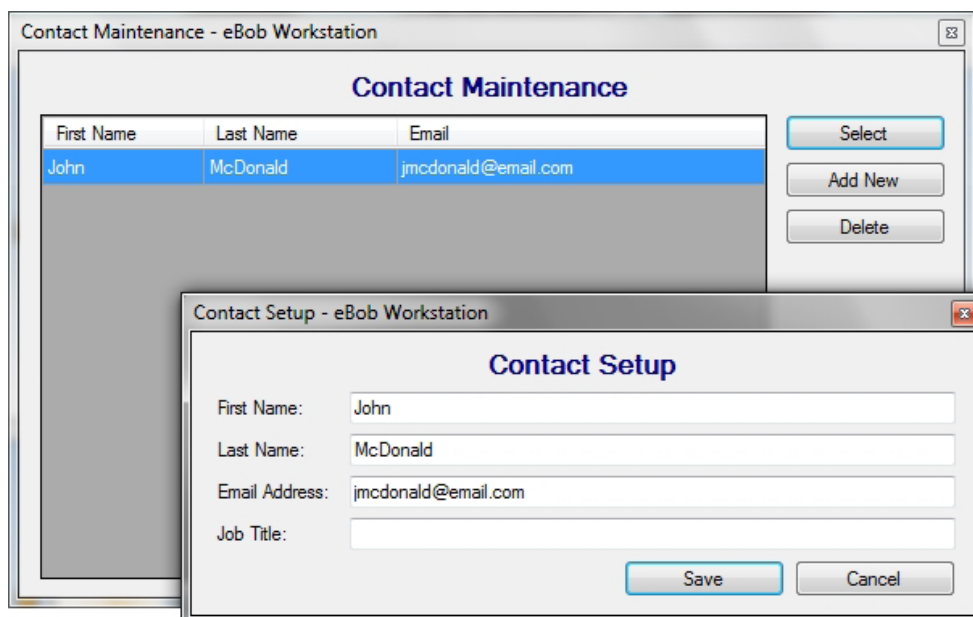 Contact Maintenance - eBob Workstation
Contact Maintenance
First Name Last Name Email
John McDonald jmcdonald@email.com
Select
Add New
Delete
Contact Setup - eBob Workstation
Contact Setup
First Name: John
Last Name: McDonald
Email Address: jmcdonald@email.com
Job Title:
Save Cancel